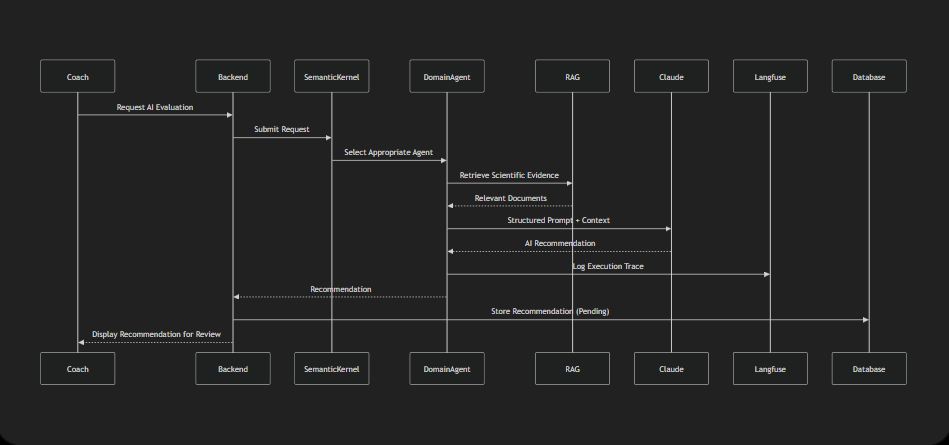 Coach Backend SemanticKernel DomainAgent RAG Claude Langfuse Database
Request AI Evaluation
Submit Request
Select Appropriate Agent
Retrieve Scientific Evidence
Relevant Documents
Structured Prompt + Context
AI Recommendation
Log Execution Trace
Recommendation
Store Recommendation (Pending)
Display Recommendation for Review
Coach Backend SemanticKernel DomainAgent RAG Claude Langfuse Database